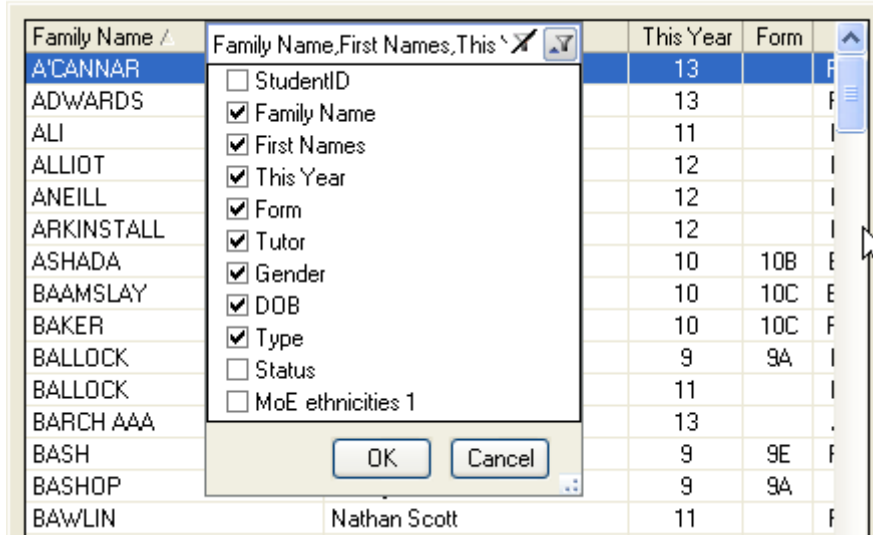 Family Name Family Name,First Names,This This Year Form
A'CANNAR 13
StudentID
ADWARDS 13
Family Name
ALI 11
First Names
ALLIOT 12
This Year
ANEILL 12
Form
ARKINSTALL 12
Tutor
ASHADA 10 10B
Gender
BAAMSLAY 10 10C
DOB
BAKER 10 10C
Type
BALLOCK 9 9A
Status
BALLOCK 11
MoE ethnicities 1
BARCH AAA 13
BASH OK Cancel 9 9E
BASHOP 9 9A
BAWLIN Nathan Scott 11